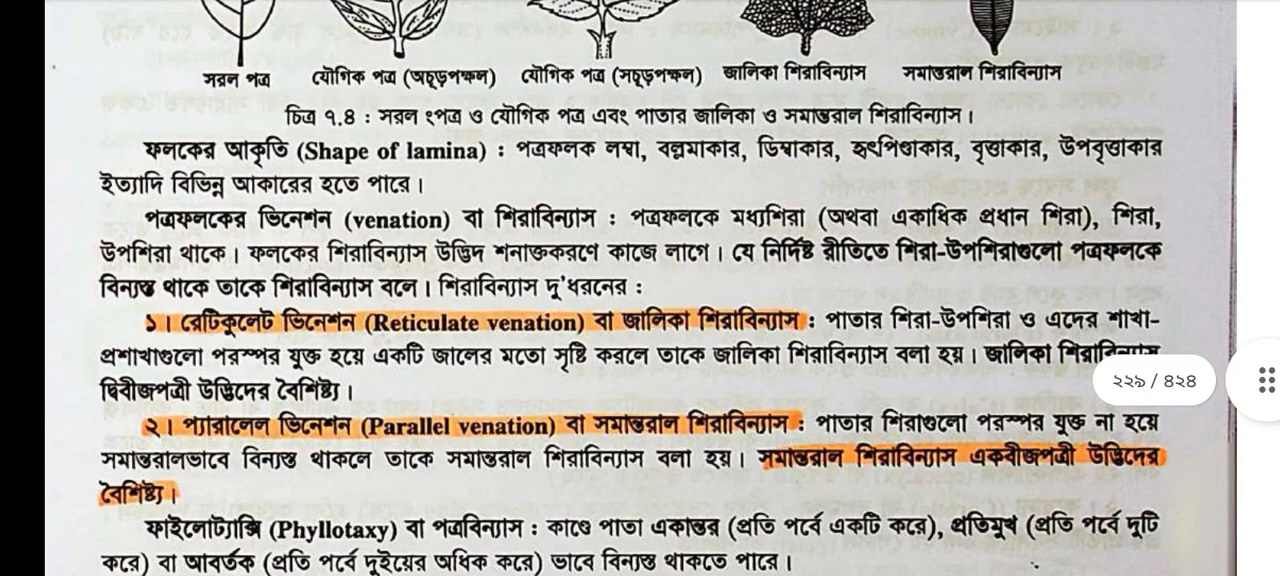 সরল পত্র যৌগিক পত্র (অচূড়পক্ষল) যৌগিক পত্র (সচূড়পক্ষল) জালিকা শিরাবিন্যাস সমান্তরাল শিরাবিন্যাস
চিত্র ৭.৪ : সরল ংপত্র ও যৌগিক পত্র এবং পাতার জালিকা ও সমান্তরাল শিরাবিন্যাস।
ফলকের আকৃতি (Shape of lamina) : পত্রফলক লম্বা, বল্লমাকার, ডিম্বাকার, হৃৎপিণ্ডাকার, বৃত্তাকার, উপবৃত্তাকার
ইত্যাদি বিভিন্ন আকারের হতে পারে।
পত্রফলকের ভিনেশন (venation) বা শিরাবিন্যাস : পত্রফলকে মধ্যশিরা (অথবা একাধিক প্রধান শিরা), শিরা,
উপশিরা থাকে। ফলকের শিরাবিন্যাস উদ্ভিদ শনাক্তকরণে কাজে লাগে। যে নির্দিষ্ট রীতিতে শিরা-উপশিরাগুলো পত্রফলকে
বিন্যস্ত থাকে তাকে শিরাবিন্যাস বলে। শিরাবিন্যাস দু'ধরনের :
১। রেটিকুলেট ভিনেশন (Reticulate venation) বা জালিকা শিরাবিন্যাস : পাতার শিরা-উপশিরা ও এদের শাখা-
প্রশাখাগুলো পরস্পর যুক্ত হয়ে একটি জালের মতো সৃষ্টি করলে তাকে জালিকা শিরাবিন্যাস বলা হয়। জালিকা শিরাবিন্যাস
দ্বিবীজপত্রী উদ্ভিদের বৈশিষ্ট্য।
২২৯ / ৪২৪
২। প্যারালেল ভিনেশন (Parallel venation) বা সমান্তরাল শিরাবিন্যাস : পাতার শিরাগুলো পরস্পর যুক্ত না হয়ে
সমান্তরালভাবে বিন্যস্ত থাকলে তাকে সমান্তরাল শিরাবিন্যাস বলা হয়। সমান্তরাল শিরাবিন্যাস একবীজপত্রী উদ্ভিদের
বৈশিষ্ট্য।
ফাইলোট্যাক্সি (Phyllotaxy) বা পত্রবিন্যাস : কাণ্ডে পাতা একান্তর (প্রতি পর্বে একটি করে), প্রতিমুখ (প্রতি পর্বে দুটি
করে) বা আবর্তক (প্রতি পর্বে দুইয়ের অধিক করে) ভাবে বিন্যস্ত থাকতে পারে।